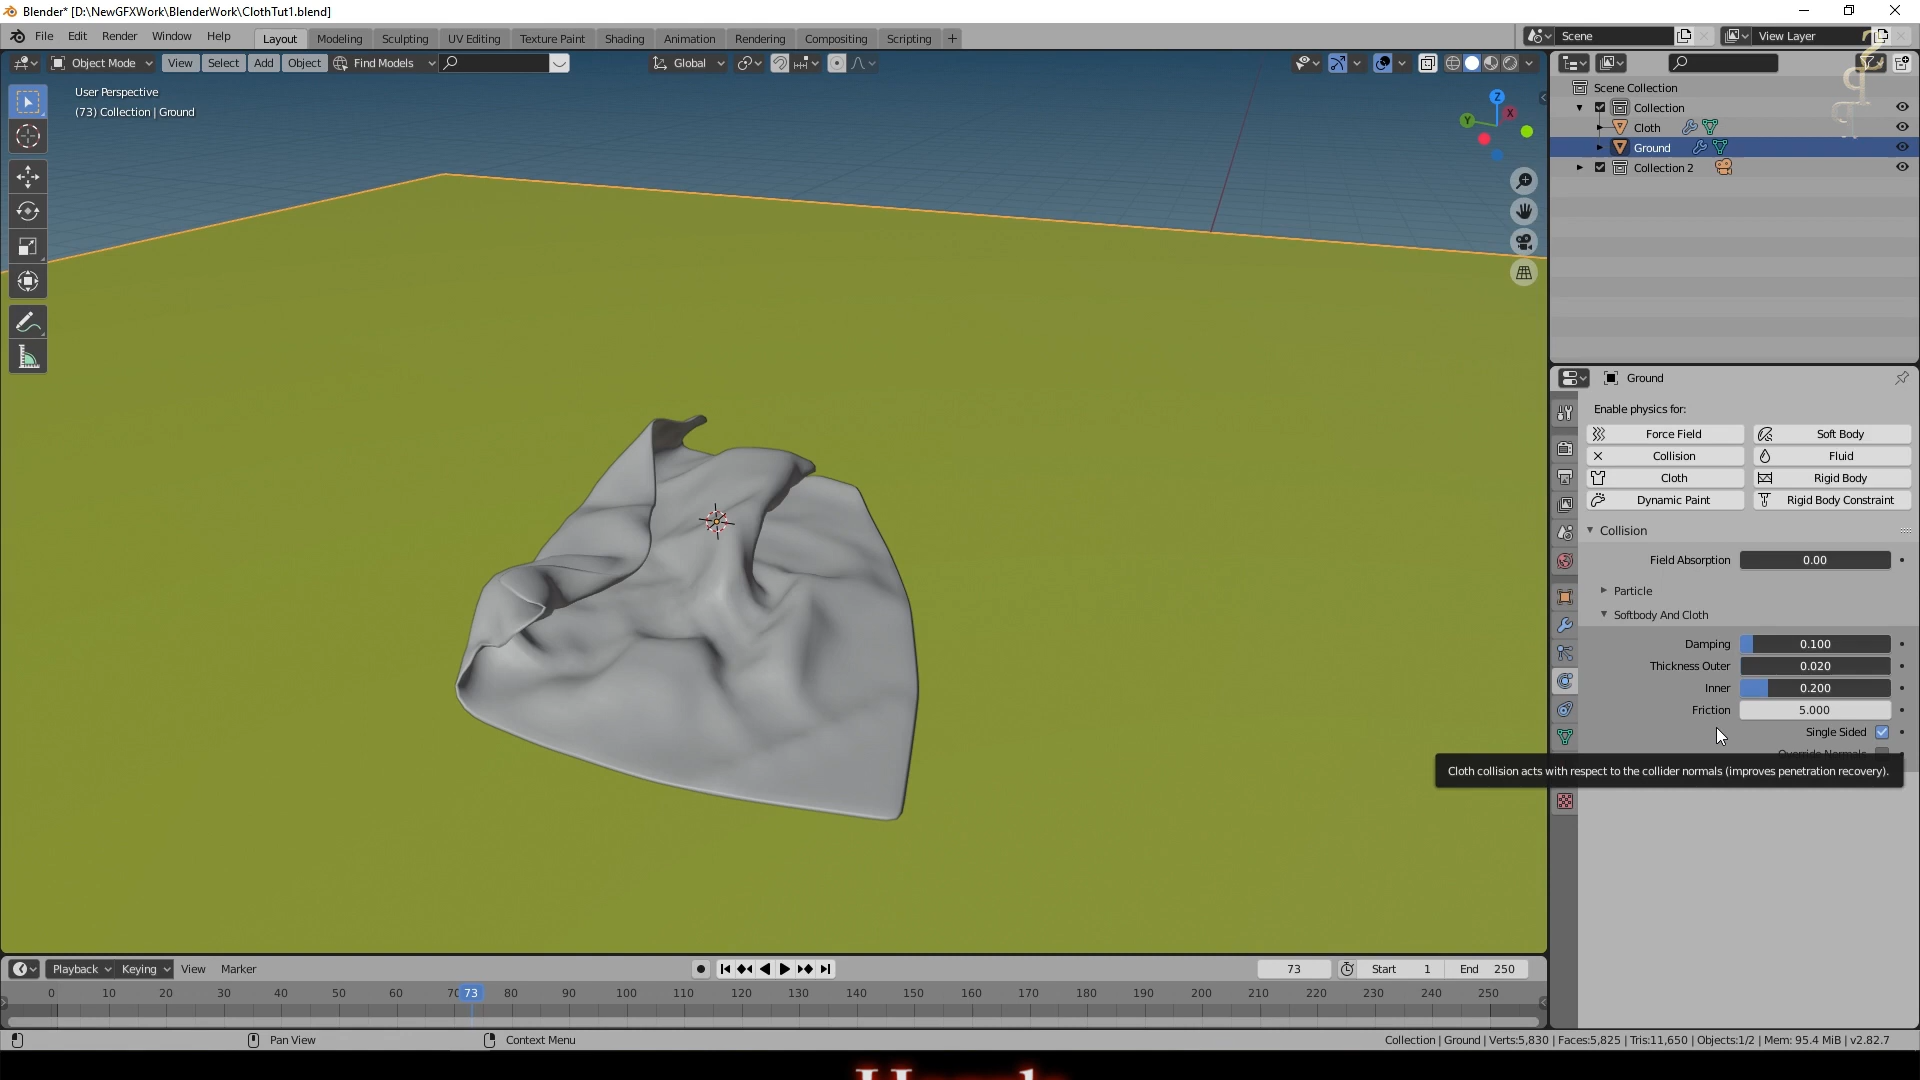 Blender* [D:\NewGFXWork\BlenderWork\ClothTut1.blend]
File Edit Render Window Help Layout Modeling Sculpting UV Editing Texture Paint Shading Animation Rendering Compositing Scripting + Scene View Layer
Object Mode View Select Add Object Find Models Global
User Perspective
(73) Collection | Ground
Z
X
Y
Scene Collection
Collection
Cloth
Ground
Collection 2
Ground
Enable physics for:
Force Field Soft Body
Collision Fluid
Cloth Rigid Body
Dynamic Paint Rigid Body Constraint
Collision
Field Absorption 0.00
Particle
Softbody And Cloth
Damping 0.100
Thickness Outer 0.020
Inner 0.200
Friction 5.000
Single Sided
Override Normals
Cloth collision acts with respect to the collider normals (improves penetration recovery).
Playback Keying View Marker 73 Start 1 End 250
0 10 20 30 40 50 60 70 73 80 90 100 110 120 130 140 150 160 170 180 190 200 210 220 230 240 250
Pan View Context Menu Collection | Ground | Verts:5,830 | Faces:5,825 | Tris:11,650 | Objects:1/2 | Mem: 95.4 MiB | v2.82.7